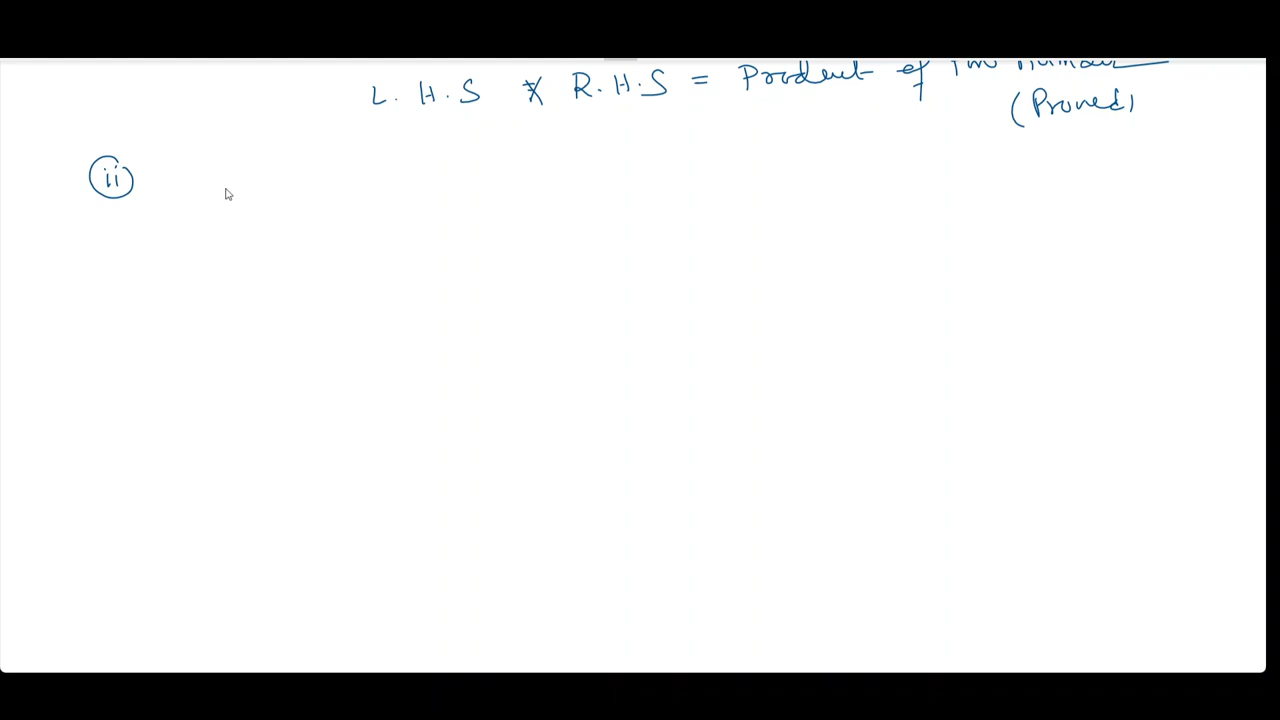 L. H. S × R.H.S = Product of
(Proved)
ii